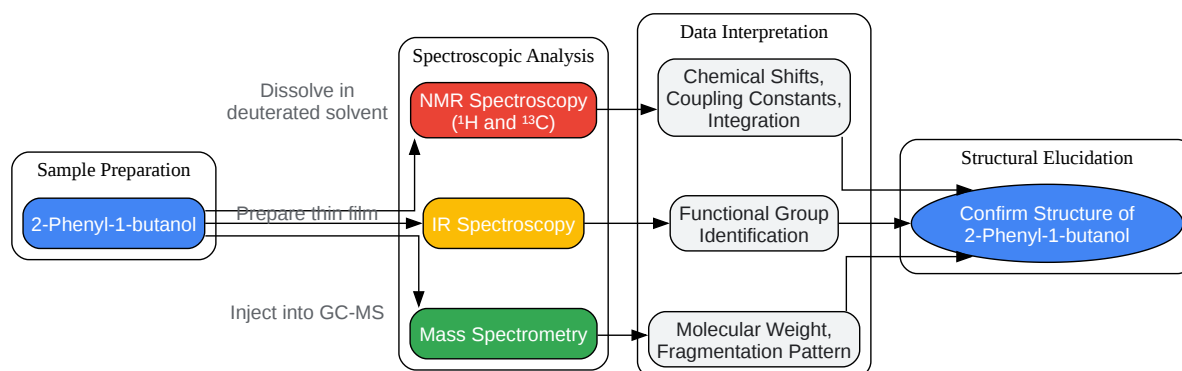 Sample Preparation
2-Phenyl-1-butanol
Dissolve in
deuterated solvent
Prepare thin film
Inject into GC-MS
Spectroscopic Analysis
NMR Spectroscopy
(¹H and ¹³C)
IR Spectroscopy
Mass Spectrometry
Data Interpretation
Chemical Shifts,
Coupling Constants,
Integration
Functional Group
Identification
Molecular Weight,
Fragmentation Pattern
Structural Elucidation
Confirm Structure of
2-Phenyl-1-butanol